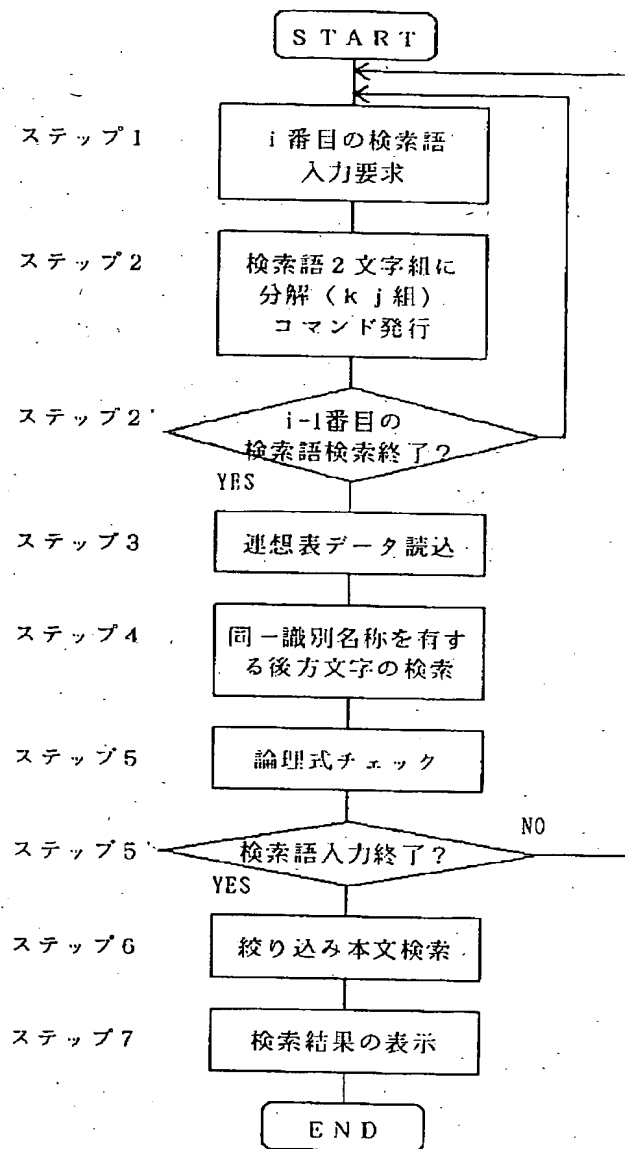 START
ステップ1
i番目の検索語
入力要求
ステップ2
検索語2文字組に
分解(kj組)
コマンド発行
ステップ2'
i-1番目の
検索語検索終了?
YES
ステップ3
連想表データ読込
ステップ4
同一識別名称を有す
る後方文字の検索
ステップ5
論理式チェック
ステップ5'
検索語入力終了?
NO
YES
ステップ6
絞り込み本文検索
ステップ7
検索結果の表示
END